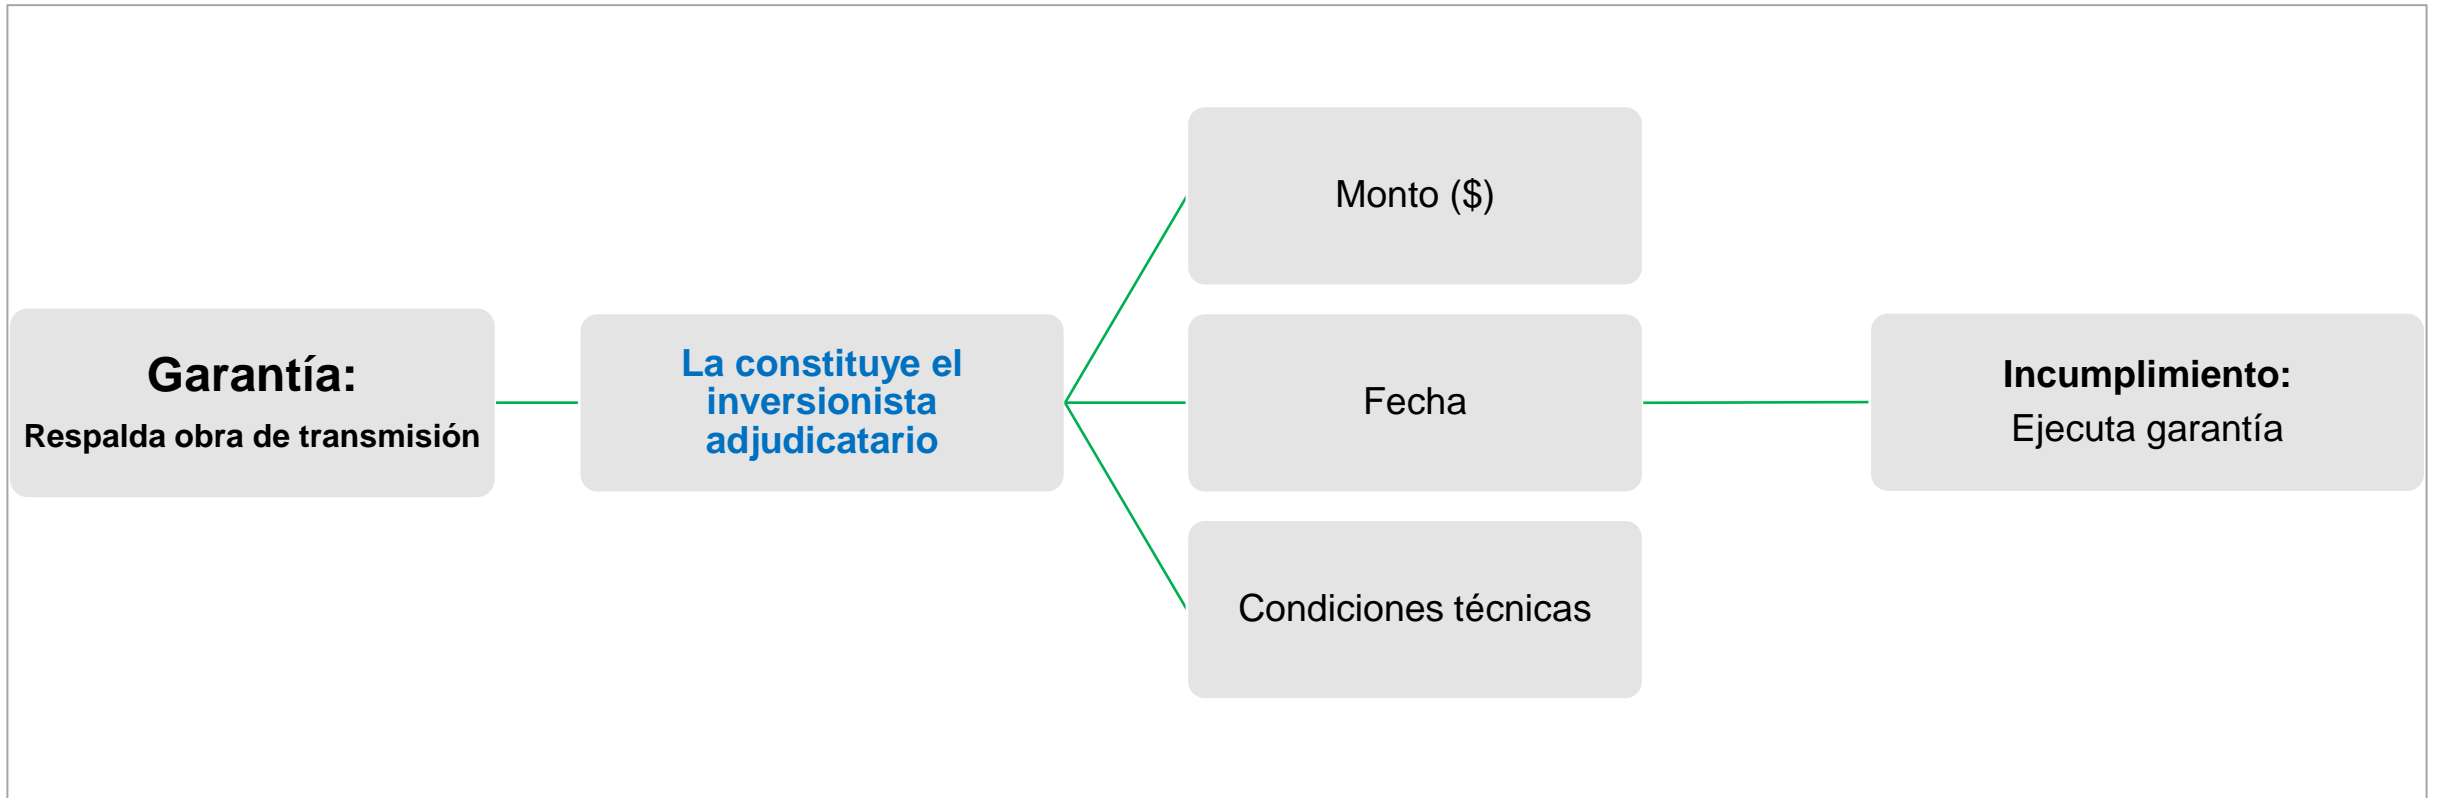 Garantía:
Respalda obra de transmisión
La constituye el
inversionista
adjudicatario
Monto ($)
Fecha
Condiciones técnicas
Incumplimiento:
Ejecuta garantía